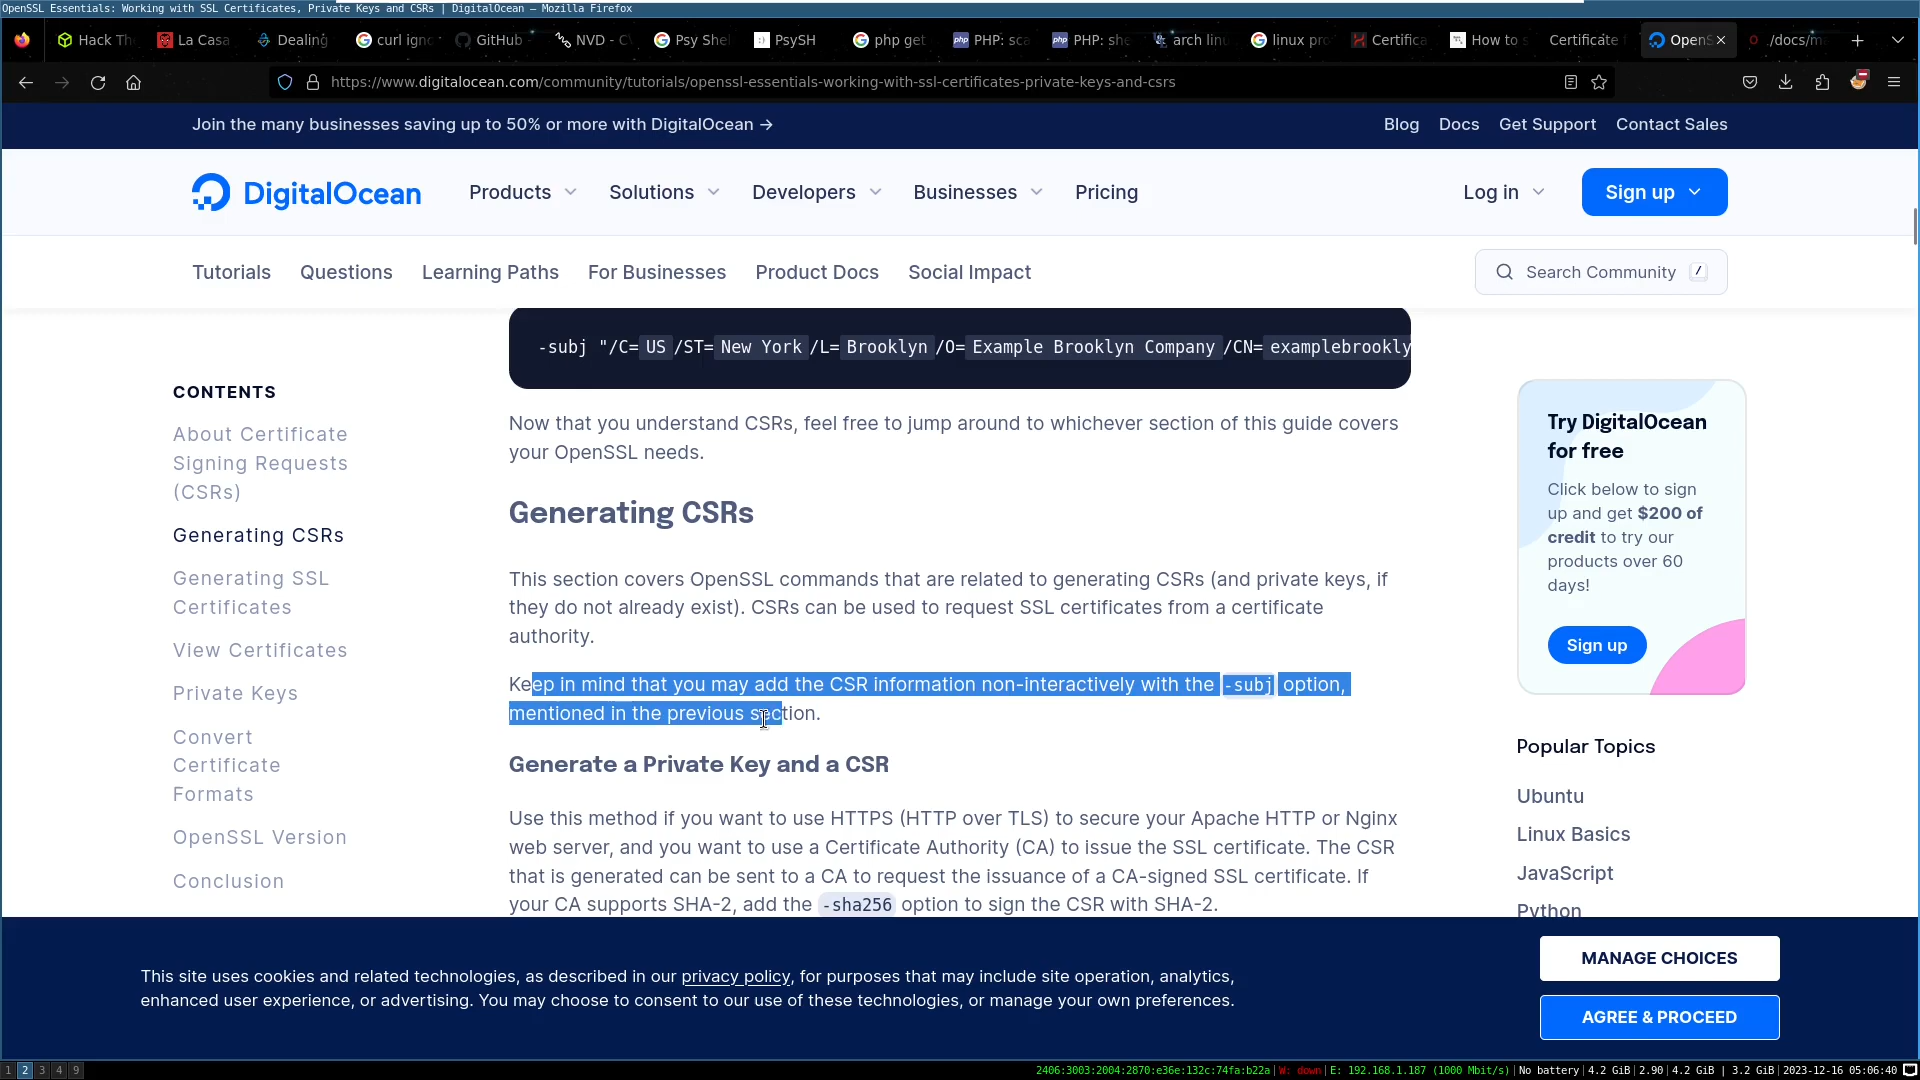 OpenSSL Essentials: Working with SSL Certificates, Private Keys and CSRs | DigitalOcean — Mozilla Firefox
Hack Th
La Casa
Dealing
curl igno
GitHub
NVD - C
Psy She
PsySH
php get
PHP: sca
PHP: she
arch linu
linux pro
Certifica
How to s
Certificate
OpenS
./docs/m
https://www.digitalocean.com/community/tutorials/openssl-essentials-working-with-ssl-certificates-private-keys-and-csrs
Join the many businesses saving up to 50% or more with DigitalOcean →
Blog Docs Get Support Contact Sales
DigitalOcean
Products Solutions Developers Businesses Pricing
Log in Sign up
Tutorials Questions Learning Paths For Businesses Product Docs Social Impact
Search Community /
-subj "/C=US/ST=New York/L=Brooklyn/O=Example Brooklyn Company/CN=examplebrookly
Now that you understand CSRs, feel free to jump around to whichever section of this guide covers
your OpenSSL needs.
Generating CSRs
This section covers OpenSSL commands that are related to generating CSRs (and private keys, if
they do not already exist). CSRs can be used to request SSL certificates from a certificate
authority.
Keep in mind that you may add the CSR information non-interactively with the -subj option,
mentioned in the previous section.
Generate a Private Key and a CSR
Use this method if you want to use HTTPS (HTTP over TLS) to secure your Apache HTTP or Nginx
web server, and you want to use a Certificate Authority (CA) to issue the SSL certificate. The CSR
that is generated can be sent to a CA to request the issuance of a CA-signed SSL certificate. If
your CA supports SHA-2, add the -sha256 option to sign the CSR with SHA-2.
CONTENTS
About Certificate
Signing Requests
(CSRs)
Generating CSRs
Generating SSL
Certificates
View Certificates
Private Keys
Convert
Certificate
Formats
OpenSSL Version
Conclusion
Try DigitalOcean
for free
Click below to sign
up and get $200 of
credit to try our
products over 60
days!
Sign up
Popular Topics
Ubuntu
Linux Basics
JavaScript
Python
This site uses cookies and related technologies, as described in our privacy policy, for purposes that may include site operation, analytics,
enhanced user experience, or advertising. You may choose to consent to our use of these technologies, or manage your own preferences.
MANAGE CHOICES
AGREE & PROCEED
1 2 3 4 9
2406:3003:2004:2870:e36e:132c:74fa:b22a | W: down | E: 192.168.1.187 (1000 Mbit/s) | No battery | 4.2 GiB | 2.90 | 4.2 GiB | 3.2 GiB | 2023-12-16 05:06:40